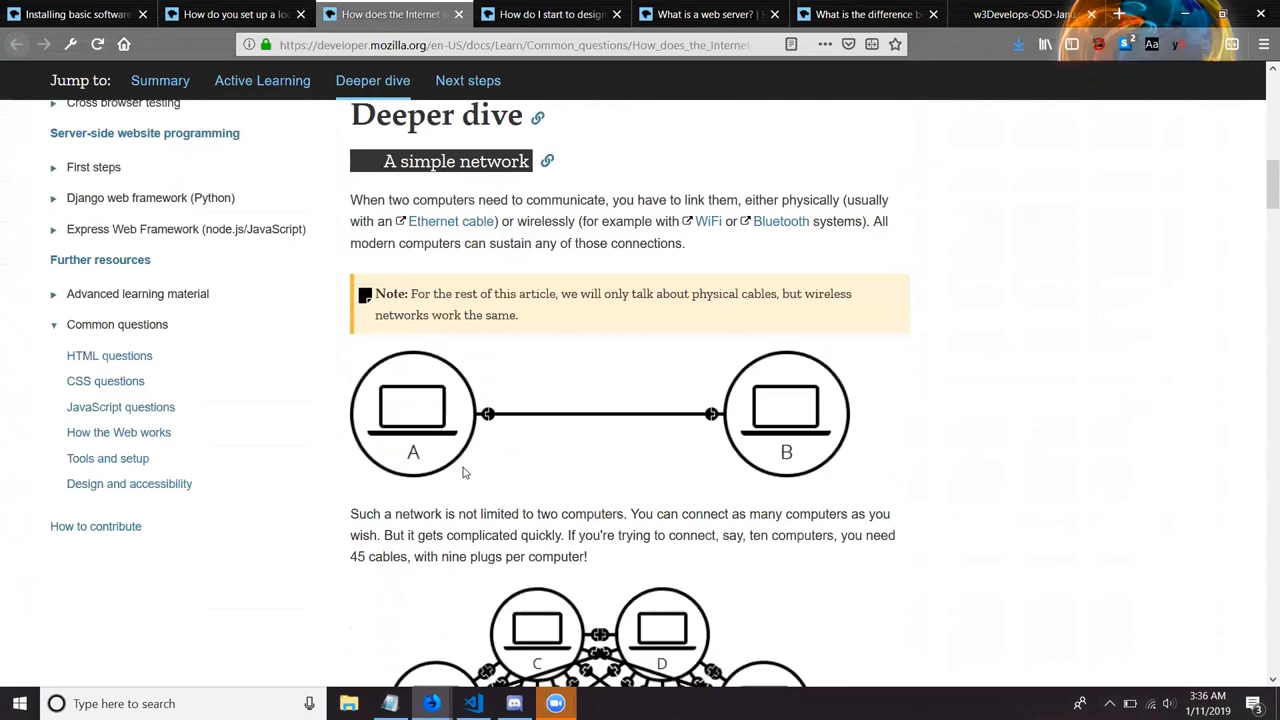 Installing basic software
How do you set up a loc
How does the Internet w
How do I start to design
What is a web server? |
What is the difference b
w3Develops-OSD-Janu
https://developer.mozilla.org/en-US/docs/Learn/Common_questions/How_does_the_Internet
2
Aa
Jump to:
Summary
Active Learning
Deeper dive
Next steps
Cross browser testing
Server-side website programming
First steps
Django web framework (Python)
Express Web Framework (node.js/JavaScript)
Further resources
Advanced learning material
Common questions
HTML questions
CSS questions
JavaScript questions
How the Web works
Tools and setup
Design and accessibility
How to contribute
Deeper dive
A simple network
When two computers need to communicate, you have to link them, either physically (usually
with an Ethernet cable) or wirelessly (for example with WiFi or Bluetooth systems). All
modern computers can sustain any of those connections.
Note: For the rest of this article, we will only talk about physical cables, but wireless
networks work the same.
A
B
Such a network is not limited to two computers. You can connect as many computers as you
wish. But it gets complicated quickly. If you're trying to connect, say, ten computers, you need
45 cables, with nine plugs per computer!
C
D
Type here to search
3:36 AM
1/11/2019
3